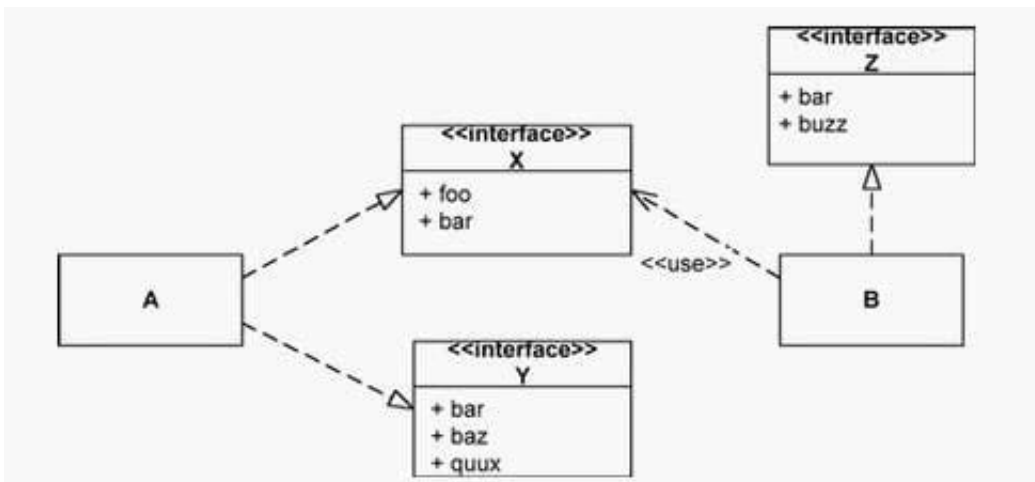 <<interface>>
Z
+ bar
+ buzz
<<interface>>
X
+ foo
+ bar
A
<<use>>
B
<<interface>>
Y
+ bar
+ baz
+ quux